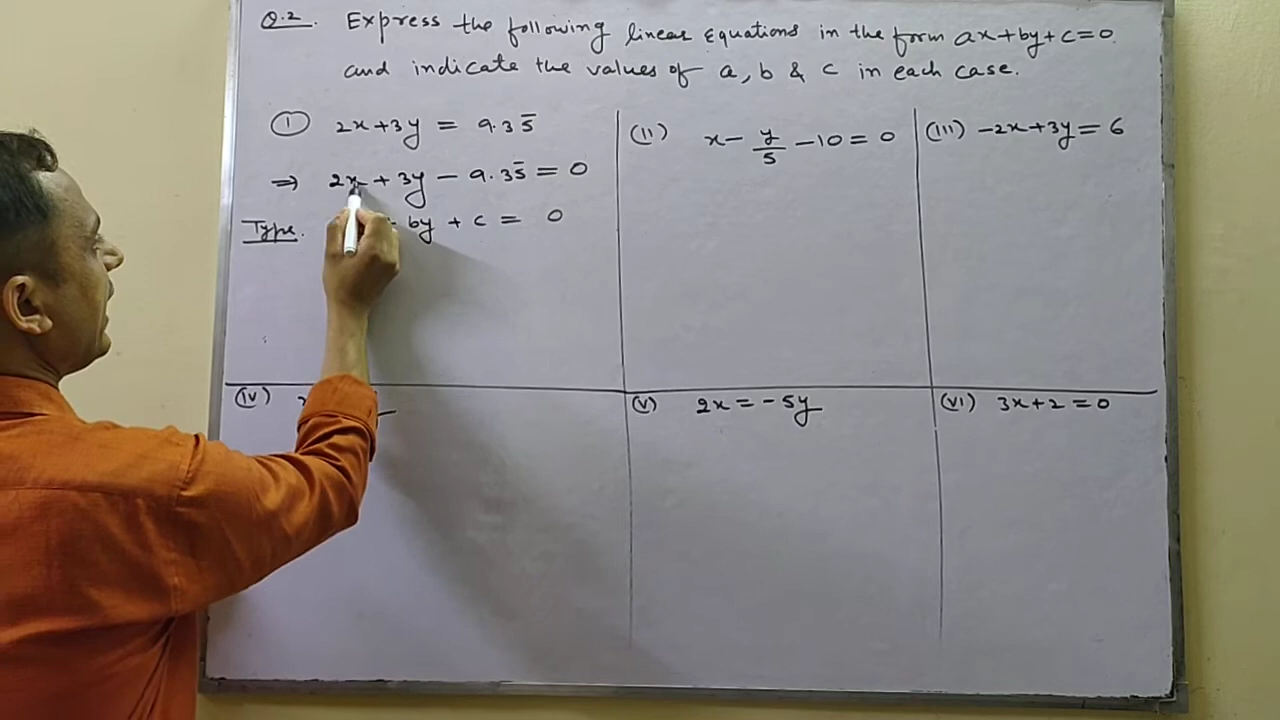 Q.2. Express the following linear equations in the form ax+by+c=0.
and indicate the values of a, b & c in each case.
① 2x+3y = 9.35̅
⇒ 2x + 3y - 9.35̅ = 0
Type. by + c = 0
(II) x - y/5 - 10 = 0
(III) -2x+3y = 6
(IV)
(V) 2x = -5y
(VI) 3x+2 = 0